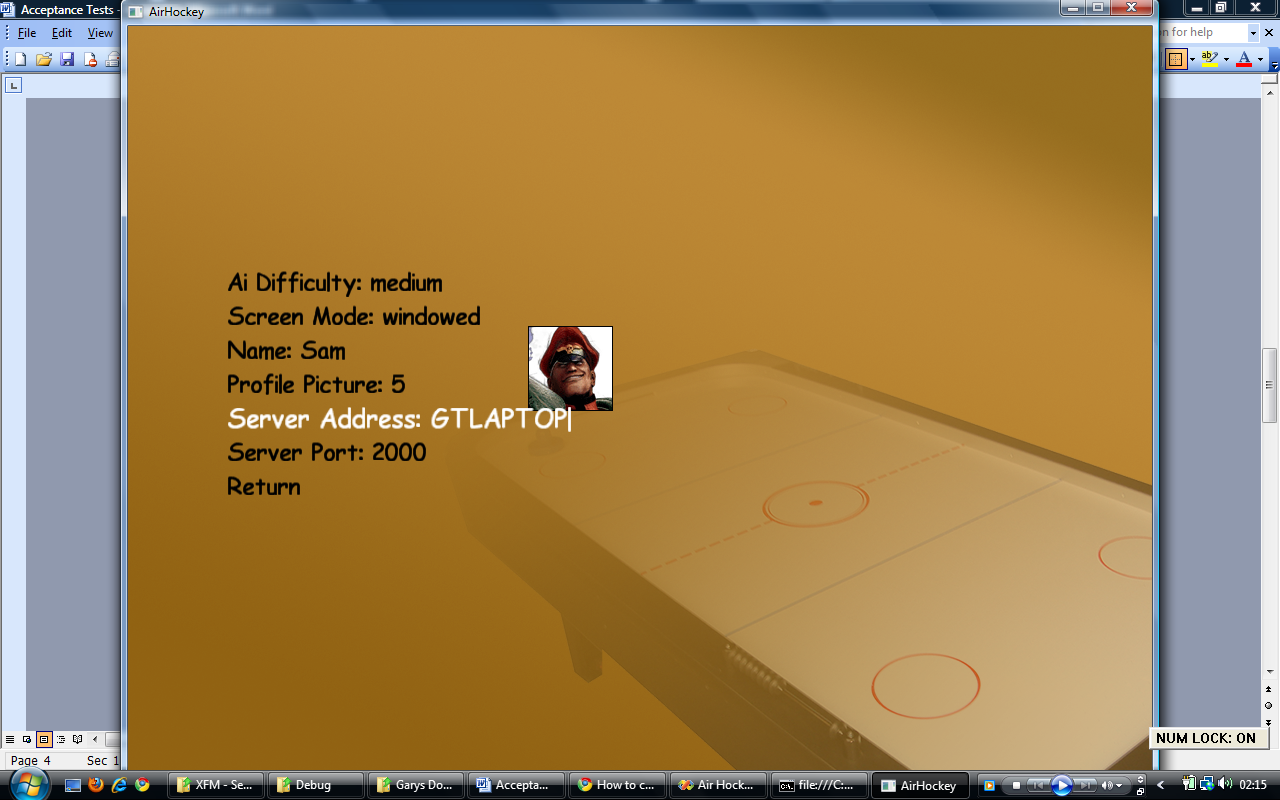 Acceptance Tests -
AirHockey
File Edit View
on for help
Ai Difficulty: medium
Screen Mode: windowed
Name: Sam
Profile Picture: 5
Server Address: GTLAPTOP
Server Port: 2000
Return
NUM LOCK: ON
Page 4 Sec 1
XFM - Se...
Debug
Garys Do...
Accepta...
How to c...
Air Hock...
file:///C:...
AirHockey
02:15